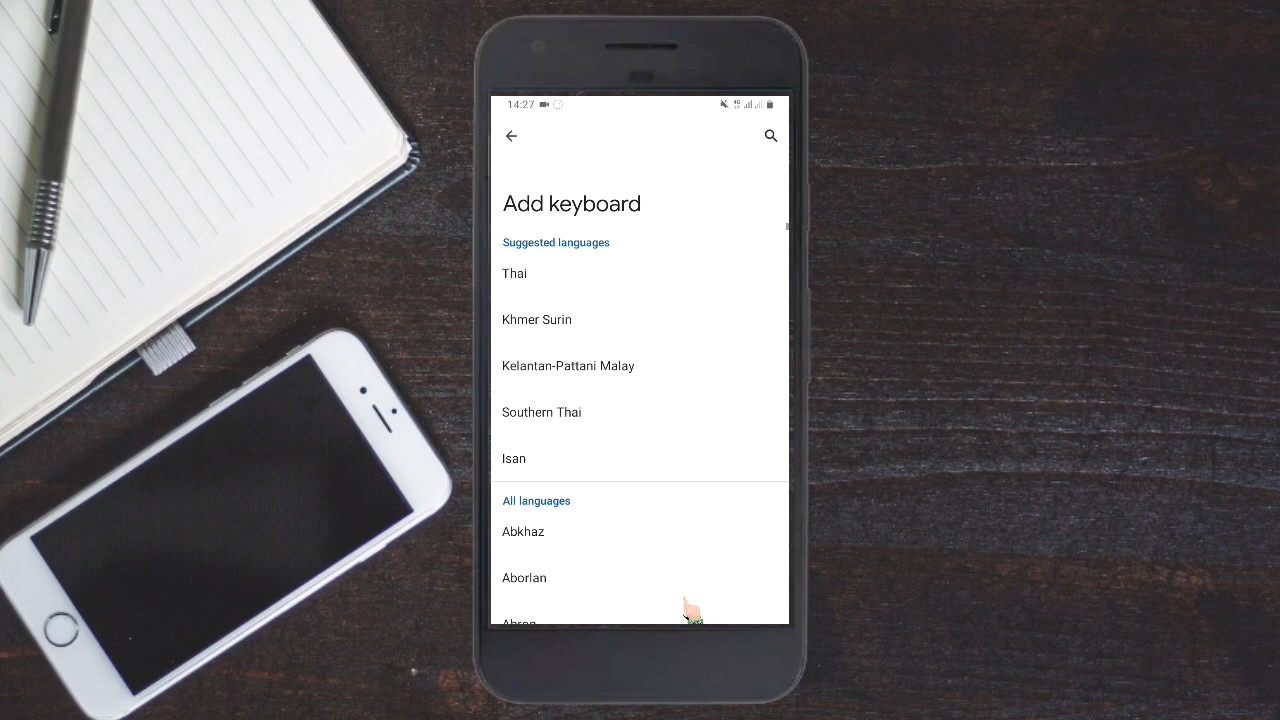 14:27
Add keyboard
Suggested languages
Thai
Khmer Surin
Kelantan-Pattani Malay
Southern Thai
Isan
All languages
Abkhaz
Aborlan
Abron